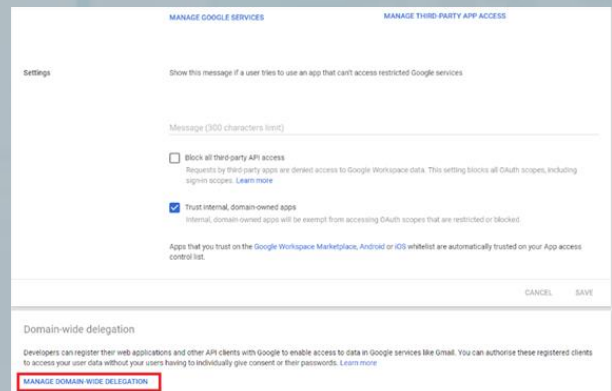 MANAGE GOOGLE SERVICES MANAGE THIRD-PARTY APP ACCESS
Settings Show this message if a user tries to use an app that can't access restricted Google services
Message (300 characters limit)
Block all third-party API access
Requests by third-party apps are denied access to Google Workspace data. This setting blocks all OAuth scopes, including
sign-in scopes. Learn more
Trust internal, domain-owned apps
Internal, domain-owned apps will be exempt from accessing OAuth scopes that are restricted or blocked
Apps that you trust on the Google Workspace Marketplace, Android or iOS whitelist are automatically trusted on your App access
control list.
CANCEL SAVE
Domain-wide delegation
Developers can register their web applications and other API clients with Google to enable access to data in Google services like Gmail. You can authorise these registered clients
to access your user data without your users having to individually give consent or their passwords. Learn more
MANAGE DOMAIN-WIDE DELEGATION